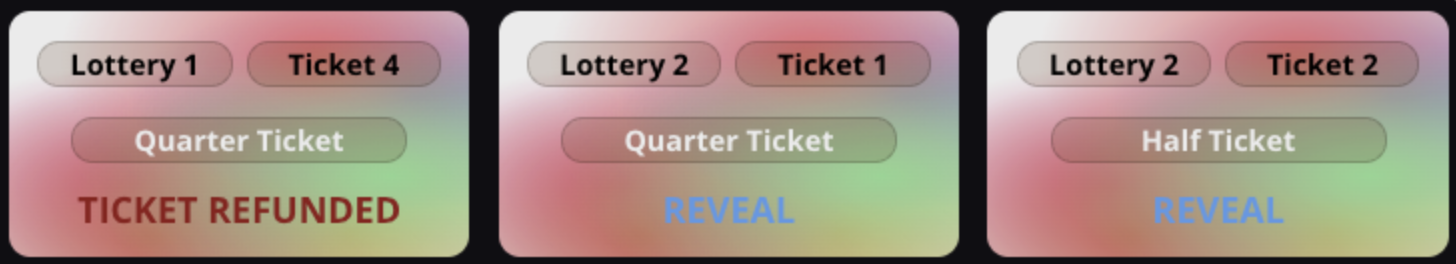 Lottery 1 Ticket 4
Quarter Ticket
TICKET REFUNDED
Lottery 2 Ticket 1
Quarter Ticket
REVEAL
Lottery 2 Ticket 2
Half Ticket
REVEAL